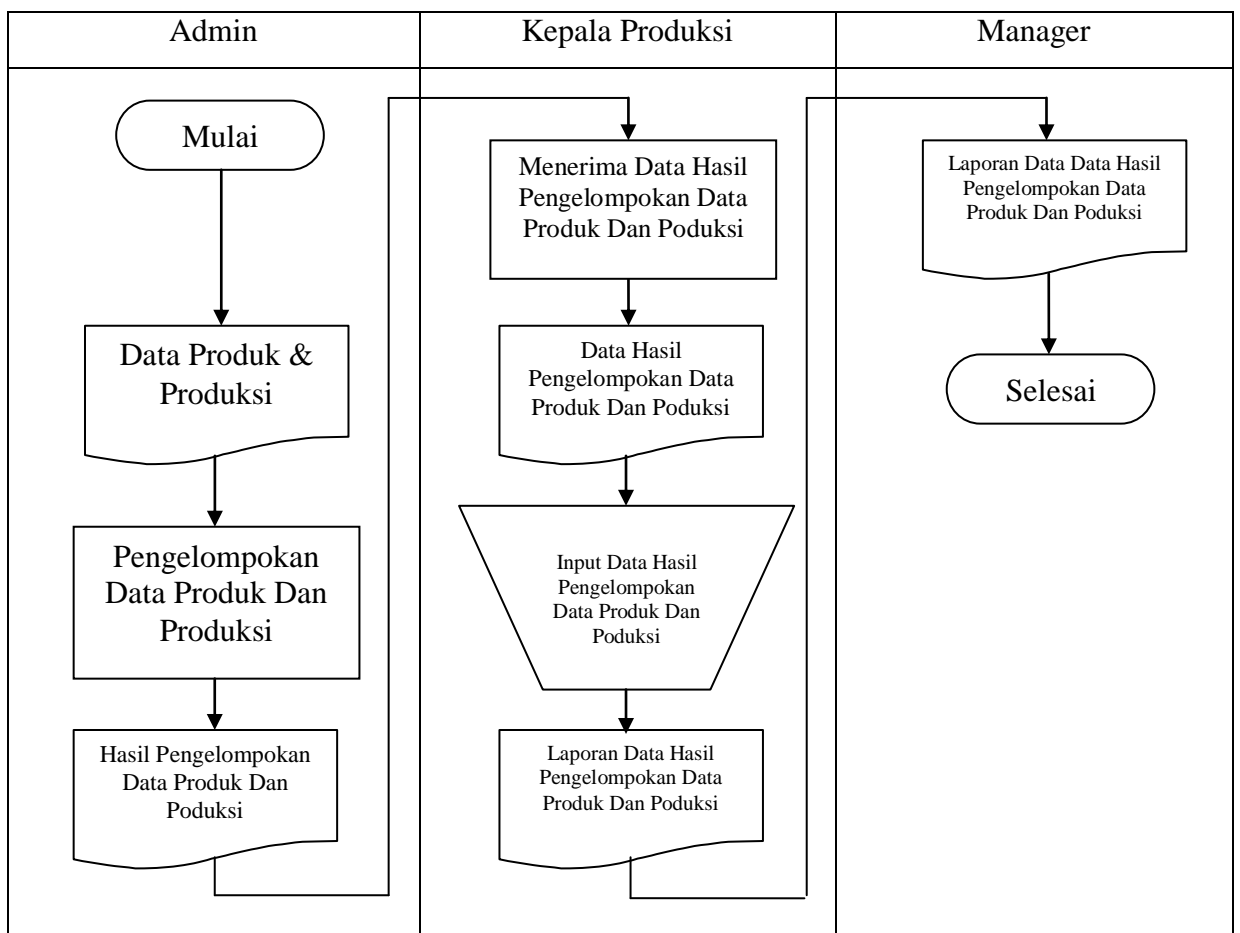 Admin
Kepala Produksi
Manager
Mulai
Data Produk &
Produksi
Pengelompokan
Data Produk Dan
Produksi
Hasil Pengelompokan
Data Produk Dan
Poduksi
Menerima Data Hasil
Pengelompokan Data
Produk Dan Poduksi
Data Hasil
Pengelompokan Data
Produk Dan Poduksi
Input Data Hasil
Pengelompokan
Data Produk Dan
Poduksi
Laporan Data Hasil
Pengelompokan Data
Produk Dan Poduksi
Laporan Data Data Hasil
Pengelompokan Data
Produk Dan Poduksi
Selesai